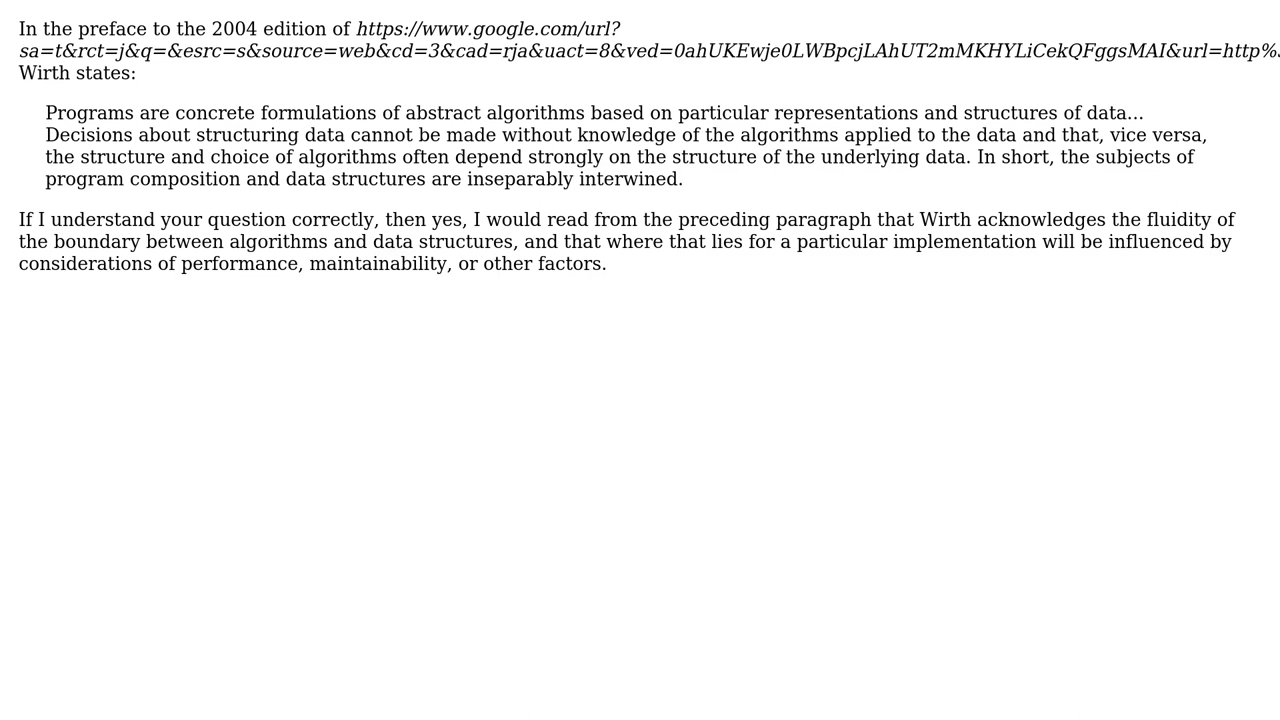 In the preface to the 2004 edition of https://www.google.com/url?
sa=t&rct=j&q=&esrc=s&source=web&cd=3&cad=rja&uact=8&ved=0ahUKEwje0LWBpcjLAhUT2mMKHYLiCekQFggsMAI&url=http%
Wirth states:
Programs are concrete formulations of abstract algorithms based on particular representations and structures of data...
Decisions about structuring data cannot be made without knowledge of the algorithms applied to the data and that, vice versa,
the structure and choice of algorithms often depend strongly on the structure of the underlying data. In short, the subjects of
program composition and data structures are inseparably interwined.
If I understand your question correctly, then yes, I would read from the preceding paragraph that Wirth acknowledges the fluidity of
the boundary between algorithms and data structures, and that where that lies for a particular implementation will be influenced by
considerations of performance, maintainability, or other factors.